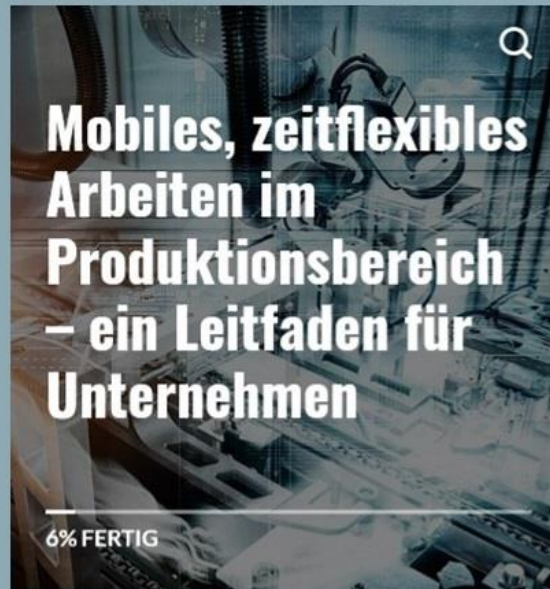 Mobiles, zeitflexibles
Arbeiten im
Produktionsbereich
– ein Leitfaden für
Unternehmen
6% FERTIG